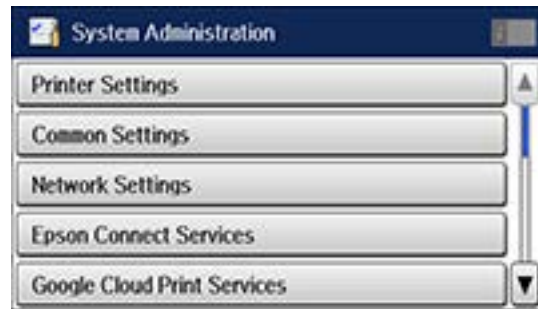 System Administration
Printer Settings
Common Settings
Network Settings
Epson Connect Services
Google Cloud Print Services